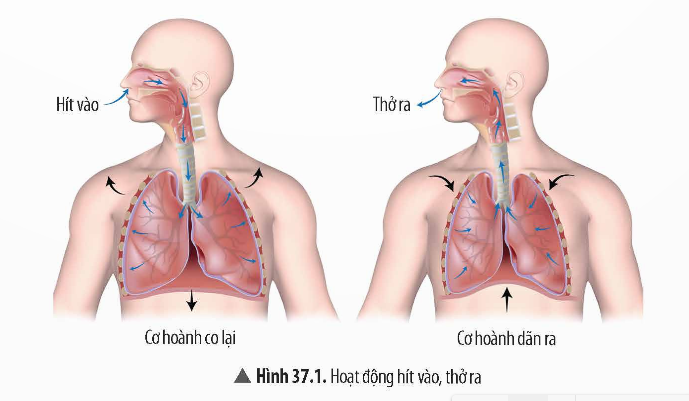 Hít vào
Thở ra
Cơ hoành co lại
Cơ hoành dãn ra
▲ Hình 37.1. Hoạt động hít vào, thở ra